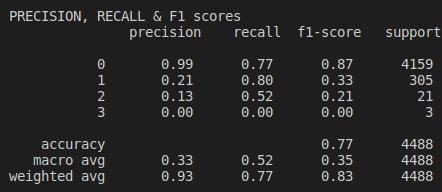 PRECISION, RECALL & F1 scores
precision recall f1-score support
0 0.99 0.77 0.87 4159
1 0.21 0.80 0.33 305
2 0.13 0.52 0.21 21
3 0.00 0.00 0.00 3
accuracy 0.77 4488
macro avg 0.33 0.52 0.35 4488
weighted avg 0.93 0.77 0.83 4488